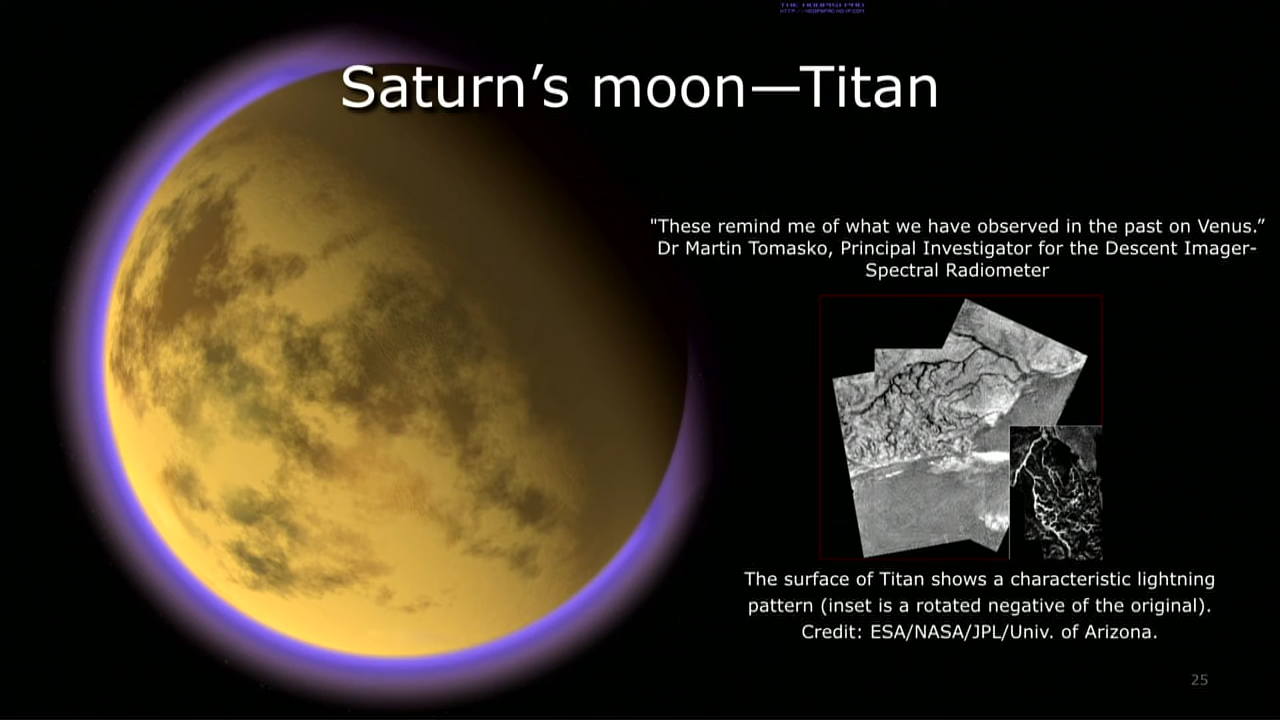 THE HOOPSFPAD
Saturn’s moon—Titan
"These remind me of what we have observed in the past on Venus.”
Dr Martin Tomasko, Principal Investigator for the Descent Imager-
Spectral Radiometer
The surface of Titan shows a characteristic lightning
pattern (inset is a rotated negative of the original).
Credit: ESA/NASA/JPL/Univ. of Arizona.
25